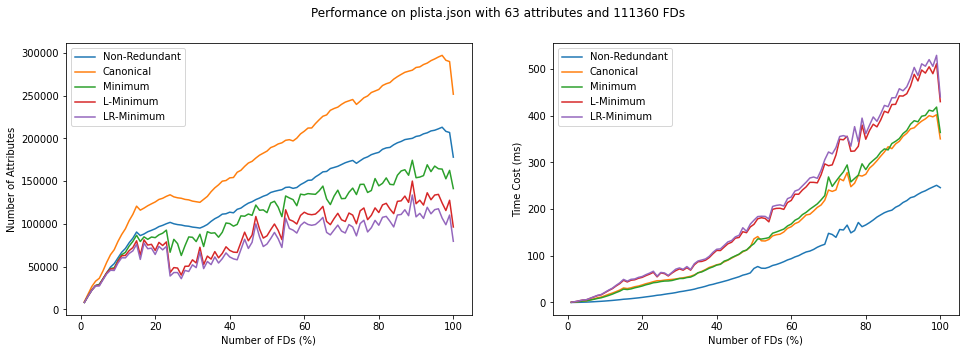 Performance on plista.json with 63 attributes and 111360 FDs
Number of Attributes
300000
250000
200000
150000
100000
50000
0
Non-Redundant
Canonical
Minimum
L-Minimum
LR-Minimum
0 20 40 60 80 100
Number of FDs (%)
Time Cost (ms)
500
400
300
200
100
0
Non-Redundant
Canonical
Minimum
L-Minimum
LR-Minimum
0 20 40 60 80 100
Number of FDs (%)